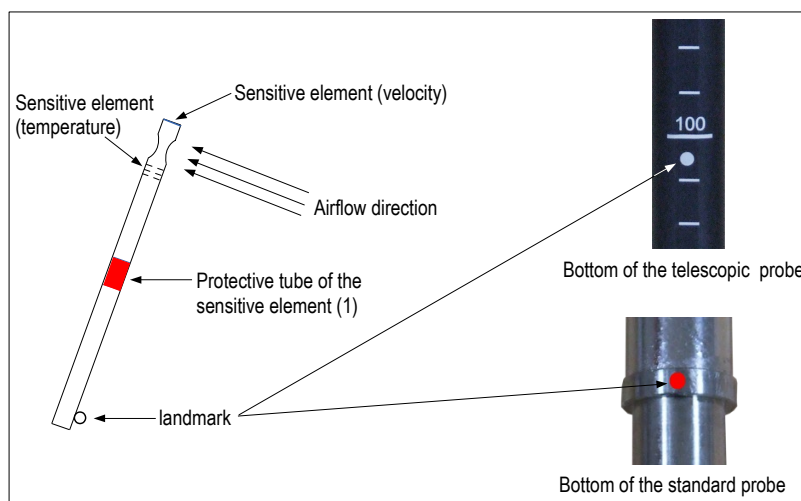 Sensitive element (velocity)
Sensitive element
(temperature)
Airflow direction
Protective tube of the
sensitive element (1)
landmark
100
Bottom of the telescopic probe
Bottom of the standard probe